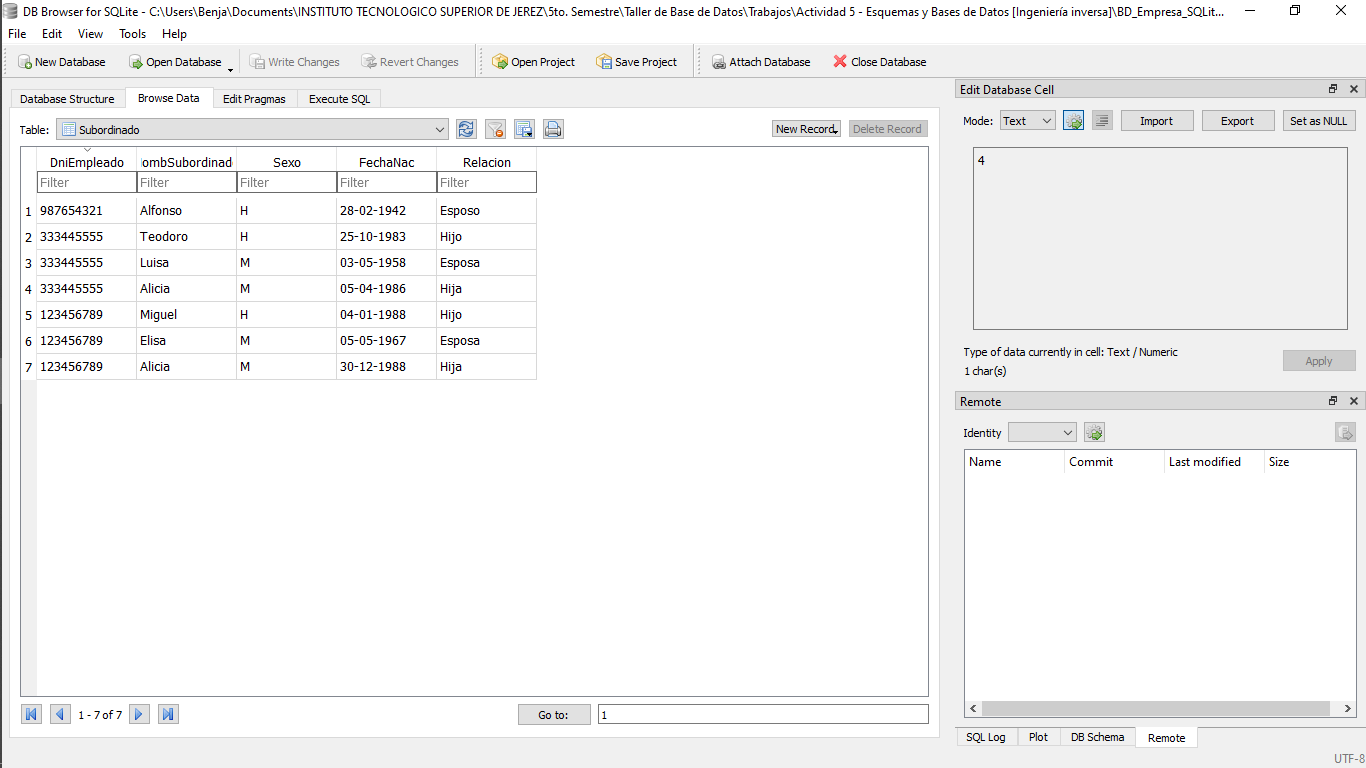 DB Browser for SQLite - C:\Users\Benja\Documents\INSTITUTO TECNOLOGICO SUPERIOR DE JEREZ\5to. Semestre\Taller de Base de Datos\Trabajos\Actividad 5 - Esquemas y Bases de Datos [Ingeniería inversa]\BD_Empresa_SQLit...
File Edit View Tools Help
New Database Open Database Write Changes Revert Changes Open Project Save Project Attach Database Close Database
Database Structure Browse Data Edit Pragmas Execute SQL
Table: Subordinado New Record Delete Record
DniEmpleado ombSubordinad Sexo FechaNac Relacion
Filter Filter Filter Filter Filter
1 987654321 Alfonso H 28-02-1942 Esposo
2 333445555 Teodoro H 25-10-1983 Hijo
3 333445555 Luisa M 03-05-1958 Esposa
4 333445555 Alicia M 05-04-1986 Hija
5 123456789 Miguel H 04-01-1988 Hijo
6 123456789 Elisa M 05-05-1967 Esposa
7 123456789 Alicia M 30-12-1988 Hija
1 - 7 of 7 Go to: 1
Edit Database Cell
Mode: Text Import Export Set as NULL
4
Type of data currently in cell: Text / Numeric
1 char(s)
Apply
Remote
Identity
Name Commit Last modified Size
SQL Log Plot DB Schema Remote
UTF-8